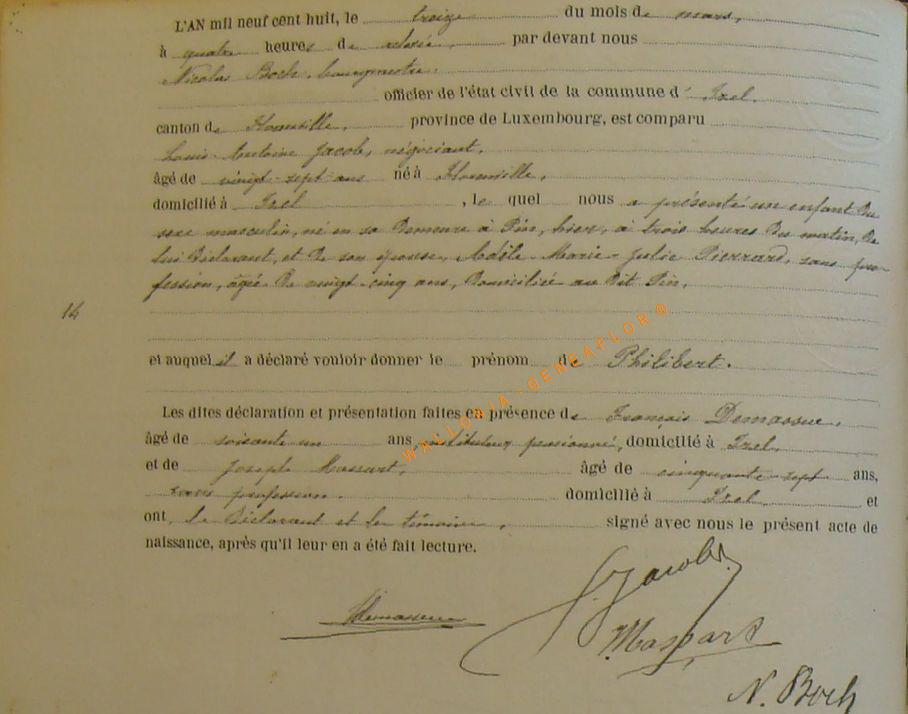 L'AN mil neuf cent huit, le treize du mois de mars,
à quatre heures de relevée, par devant nous
Nicolas Boch, bourgmestre,
officier de l'état civil de la commune d' Izel,
canton de Florenville, province de Luxembourg, est comparu
Louis Antoine Jacob, négociant,
âgé de vingt-sept ans né à Florenville,
domicilié à Izel, le quel nous a présenté un enfant du
sexe masculin, né en sa demeure à Pin, hier, à trois heures du matin, de
lui déclarant, et de son épouse, Adèle Marie-Julie Pierrard, sans pro
fession, âgée de vingt-cinq ans, domiciliée au dit Pin,
14
et auquel il a déclaré vouloir donner le prénom de Philibert.
Les dites déclaration et présentation faites en présence de François Demasue,
âgé de soixante un ans, instituteur pensionné, domicilié à Izel,
et de Joseph Massart, âgé de cinquante-sept ans,
sans profession. domicilié à Izel, et
ont, le déclarant et les témoins, signé avec nous le présent acte de
naissance, après qu'il leur en a été fait lecture.
Jacob
Massart
N. Boch
WALLONIA-GENEAFLOR ®